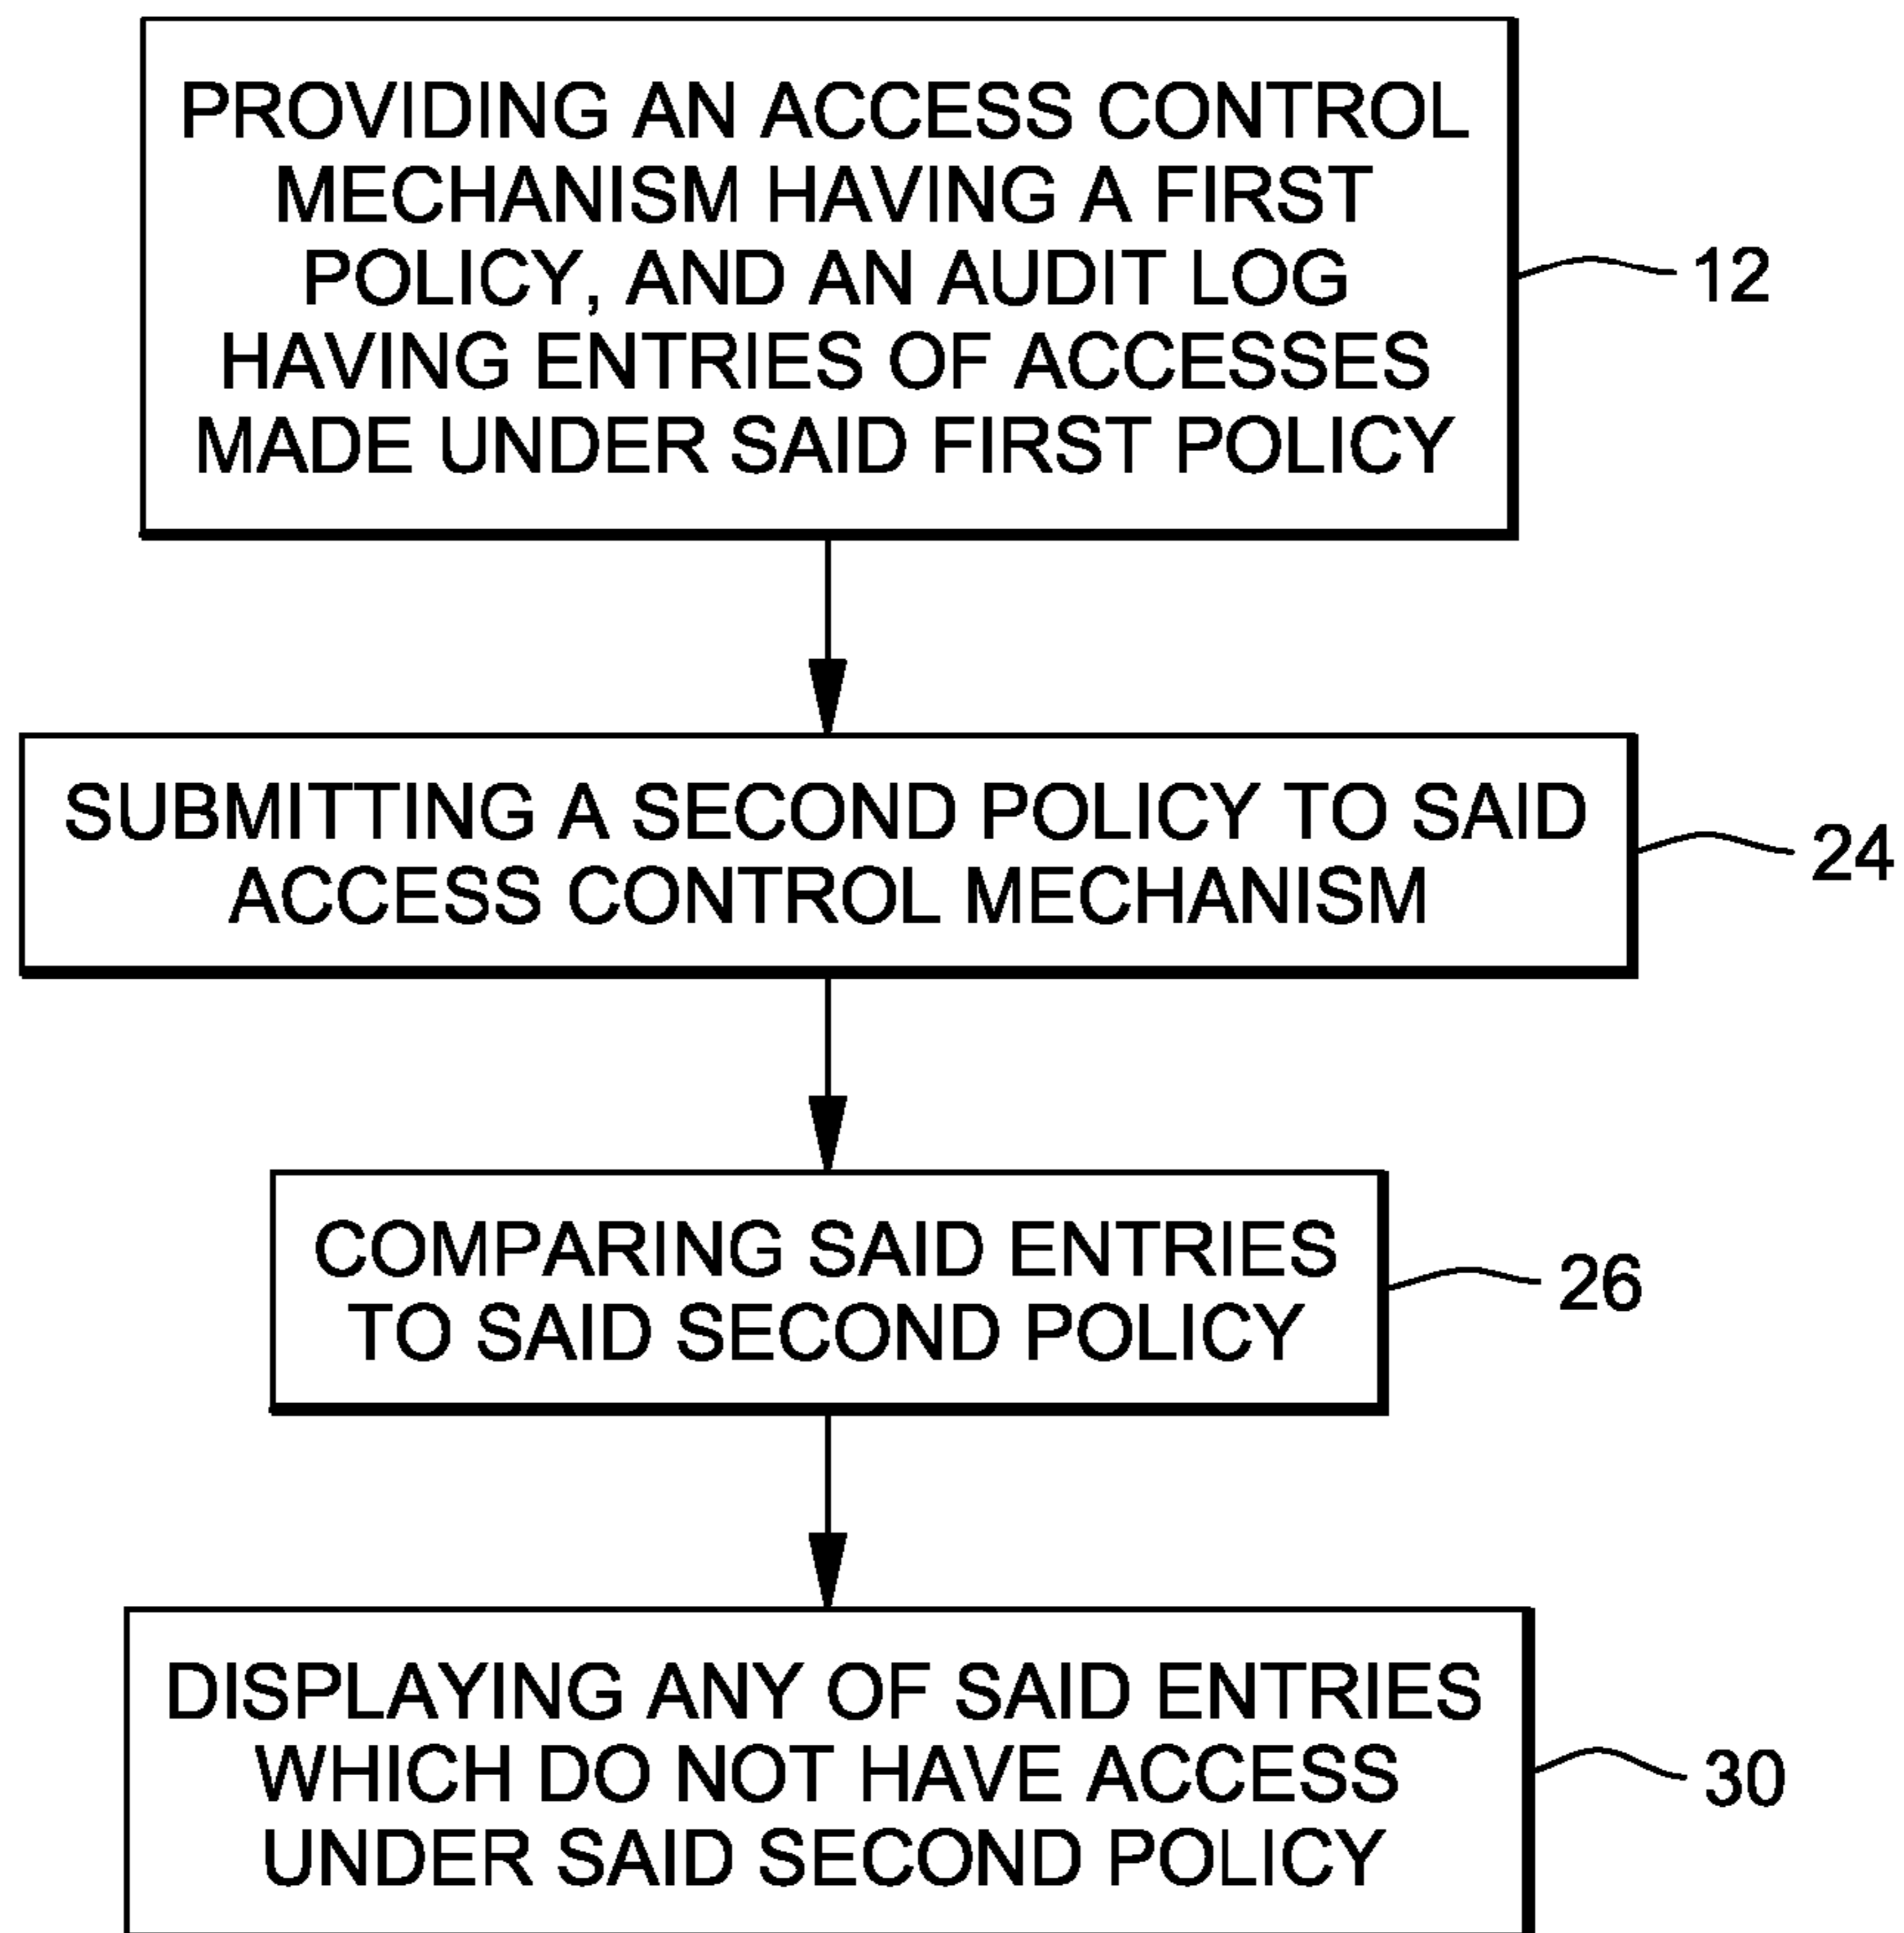 PROVIDING AN ACCESS CONTROL
MECHANISM HAVING A FIRST
POLICY, AND AN AUDIT LOG
HAVING ENTRIES OF ACCESSES
MADE UNDER SAID FIRST POLICY
12
SUBMITTING A SECOND POLICY TO SAID
ACCESS CONTROL MECHANISM
24
COMPARING SAID ENTRIES
TO SAID SECOND POLICY
26
DISPLAYING ANY OF SAID ENTRIES
WHICH DO NOT HAVE ACCESS
UNDER SAID SECOND POLICY
30